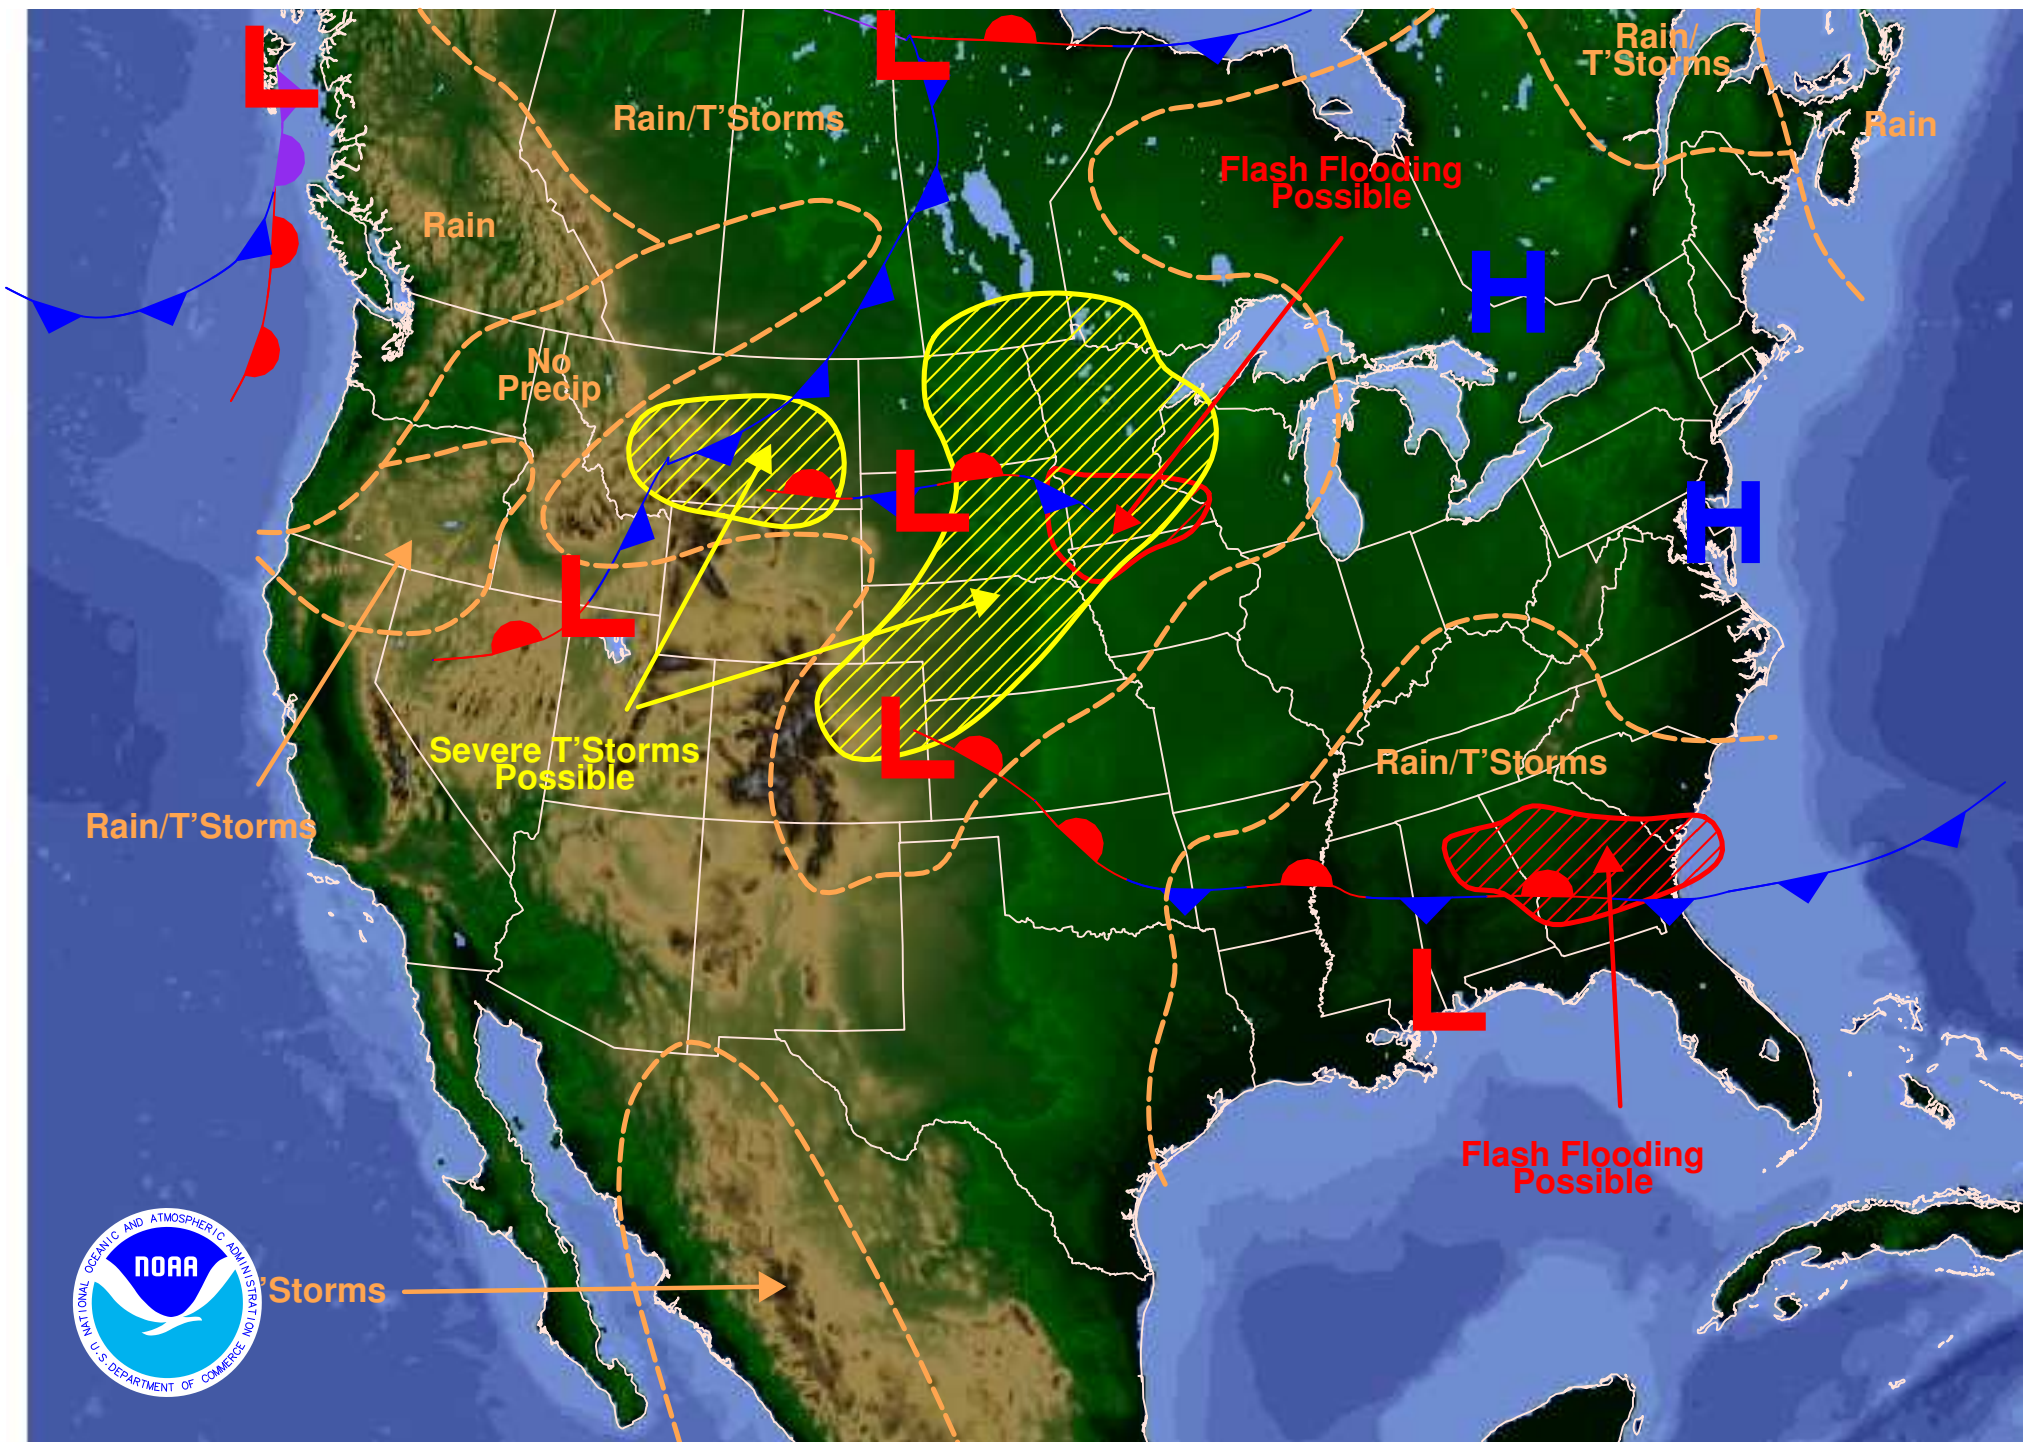 L
L
Rain/
T'Storms
Rain/T'Storms
Rain
Flash Flooding
Possible
Rain
H
No
Precip
L
H
L
L
Severe T'Storms
Possible
Rain/T'Storms
Rain/T'Storms
L
Flash Flooding
Possible
'Storms
NATIONAL OCEANIC AND ATMOSPHERIC ADMINISTRATION
NOAA
U.S. DEPARTMENT OF COMMERCE